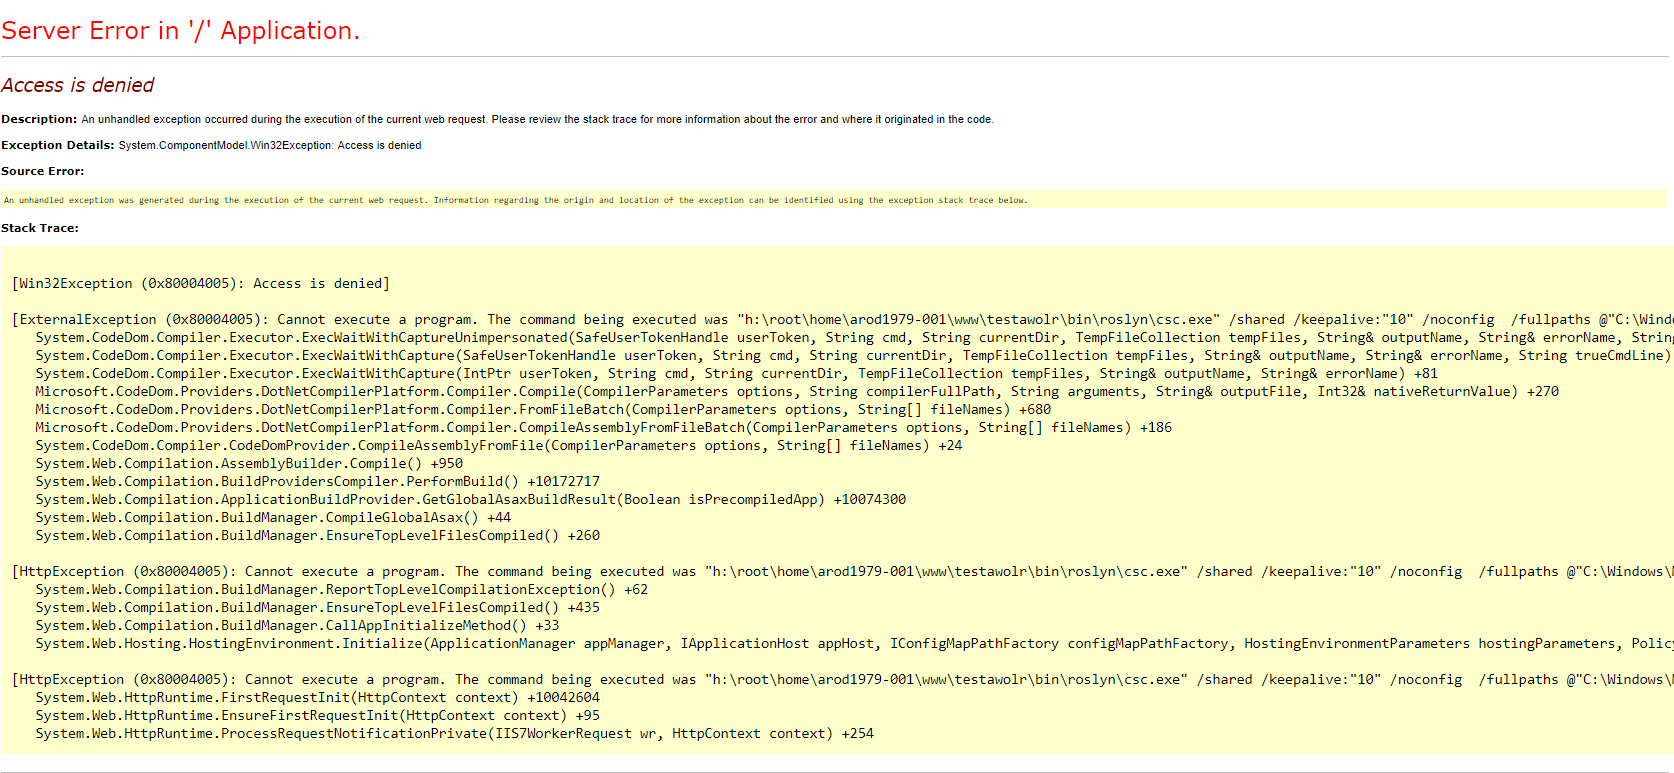 Server Error in '/' Application.
Access is denied
Description: An unhandled exception occurred during the execution of the current web request. Please review the stack trace for more information about the error and where it originated in the code.
Exception Details: System.ComponentModel.Win32Exception: Access is denied
Source Error:
An unhandled exception was generated during the execution of the current web request. Information regarding the origin and location of the exception can be identified using the exception stack trace below.
Stack Trace:
[Win32Exception (0x80004005): Access is denied]
[ExternalException (0x80004005): Cannot execute a program. The command being executed was "h:\root\home\arod1979-001\www\testawolr\bin\roslyn\csc.exe" /shared /keepalive:"10" /noconfig  /fullpaths @"C:\Windo
System.CodeDom.Compiler.Executor.ExecWaitWithCaptureUnimpersonated(SafeUserTokenHandle userToken, String cmd, String currentDir, TempFileCollection tempFiles, String& outputName, String& errorName, String
System.CodeDom.Compiler.Executor.ExecWaitWithCapture(SafeUserTokenHandle userToken, String cmd, String currentDir, TempFileCollection tempFiles, String& outputName, String& errorName, String trueCmdLine)
System.CodeDom.Compiler.Executor.ExecWaitWithCapture(IntPtr userToken, String cmd, String currentDir, TempFileCollection tempFiles, String& outputName, String& errorName) +81
Microsoft.CodeDom.Providers.DotNetCompilerPlatform.Compiler.Compile(CompilerParameters options, String compilerFullPath, String arguments, String& outputFile, Int32& nativeReturnValue) +270
Microsoft.CodeDom.Providers.DotNetCompilerPlatform.Compiler.FromFileBatch(CompilerParameters options, String[] fileNames) +680
Microsoft.CodeDom.Providers.DotNetCompilerPlatform.Compiler.CompileAssemblyFromFileBatch(CompilerParameters options, String[] fileNames) +186
System.CodeDom.Compiler.CodeDomProvider.CompileAssemblyFromFile(CompilerParameters options, String[] fileNames) +24
System.Web.Compilation.AssemblyBuilder.Compile() +950
System.Web.Compilation.BuildProvidersCompiler.PerformBuild() +10172717
System.Web.Compilation.ApplicationBuildProvider.GetGlobalAsaxBuildResult(Boolean isPrecompiledApp) +10074300
System.Web.Compilation.BuildManager.CompileGlobalAsax() +44
System.Web.Compilation.BuildManager.EnsureTopLevelFilesCompiled() +260
[HttpException (0x80004005): Cannot execute a program. The command being executed was "h:\root\home\arod1979-001\www\testawolr\bin\roslyn\csc.exe" /shared /keepalive:"10" /noconfig  /fullpaths @"C:\Windows\
System.Web.Compilation.BuildManager.ReportTopLevelCompilationException() +62
System.Web.Compilation.BuildManager.EnsureTopLevelFilesCompiled() +435
System.Web.Compilation.BuildManager.CallAppInitializeMethod() +33
System.Web.Hosting.HostingEnvironment.Initialize(ApplicationManager appManager, IApplicationHost appHost, IConfigMapPathFactory configMapPathFactory, HostingEnvironmentParameters hostingParameters, Polic
[HttpException (0x80004005): Cannot execute a program. The command being executed was "h:\root\home\arod1979-001\www\testawolr\bin\roslyn\csc.exe" /shared /keepalive:"10" /noconfig  /fullpaths @"C:\Windows\
System.Web.HttpRuntime.FirstRequestInit(HttpContext context) +10042604
System.Web.HttpRuntime.EnsureFirstRequestInit(HttpContext context) +95
System.Web.HttpRuntime.ProcessRequestNotificationPrivate(IIS7WorkerRequest wr, HttpContext context) +254